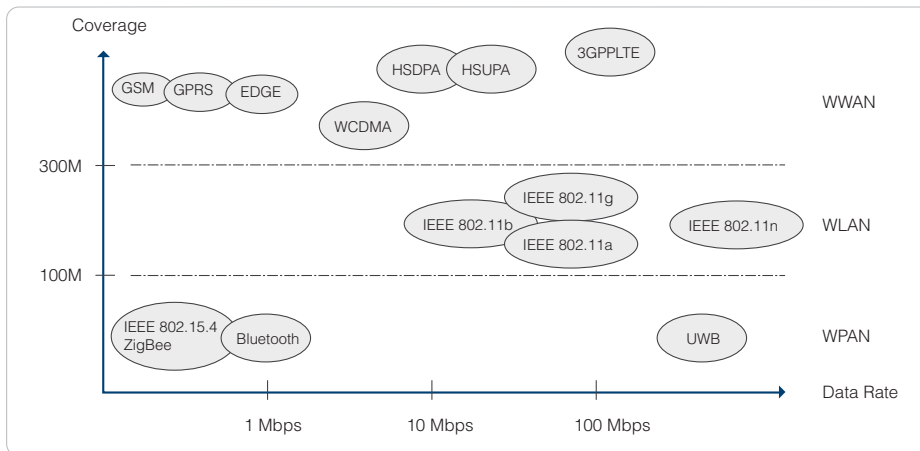 Coverage
3GPPLTE
HSDPA
HSUPA
GSM
GPRS
EDGE
WWAN
WCDMA
300M
IEEE 802.11g
IEEE 802.11b
IEEE 802.11n
WLAN
IEEE 802.11a
100M
IEEE 802.15.4
ZigBee
Bluetooth
UWB
WPAN
Data Rate
1 Mbps
10 Mbps
100 Mbps